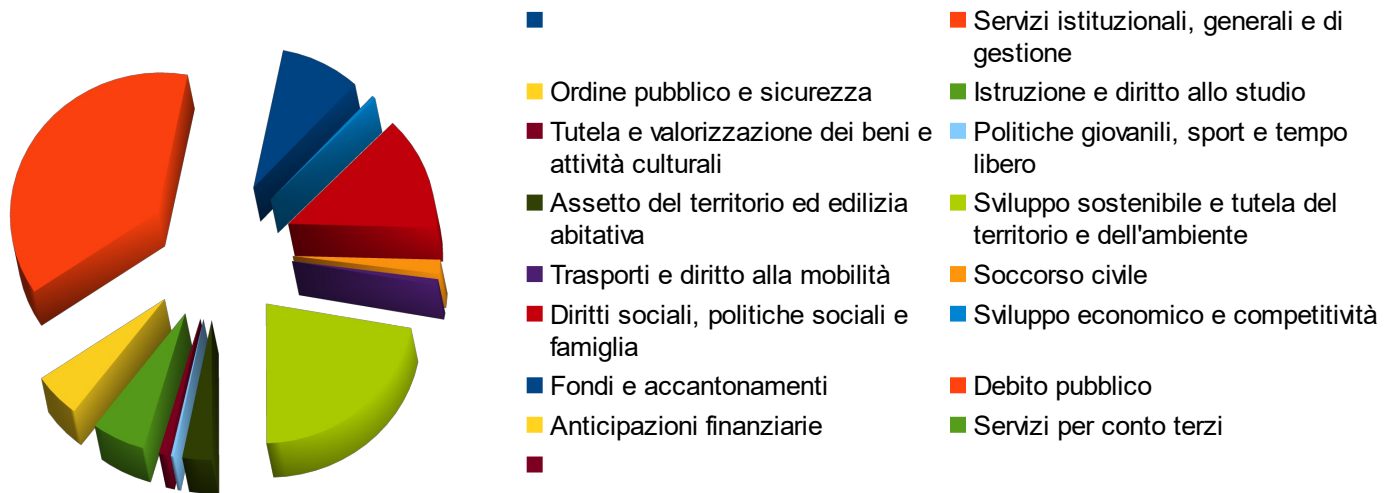 Servizi istituzionali, generali e di
gestione
Ordine pubblico e sicurezza
Istruzione e diritto allo studio
Tutela e valorizzazione dei beni e
attività culturali
Politiche giovanili, sport e tempo
libero
Assetto del territorio ed edilizia
abitativa
Sviluppo sostenibile e tutela del
territorio e dell'ambiente
Trasporti e diritto alla mobilità
Soccorso civile
Diritti sociali, politiche sociali e
famiglia
Sviluppo economico e competitività
Fondi e accantonamenti
Debito pubblico
Anticipazioni finanziarie
Servizi per conto terzi